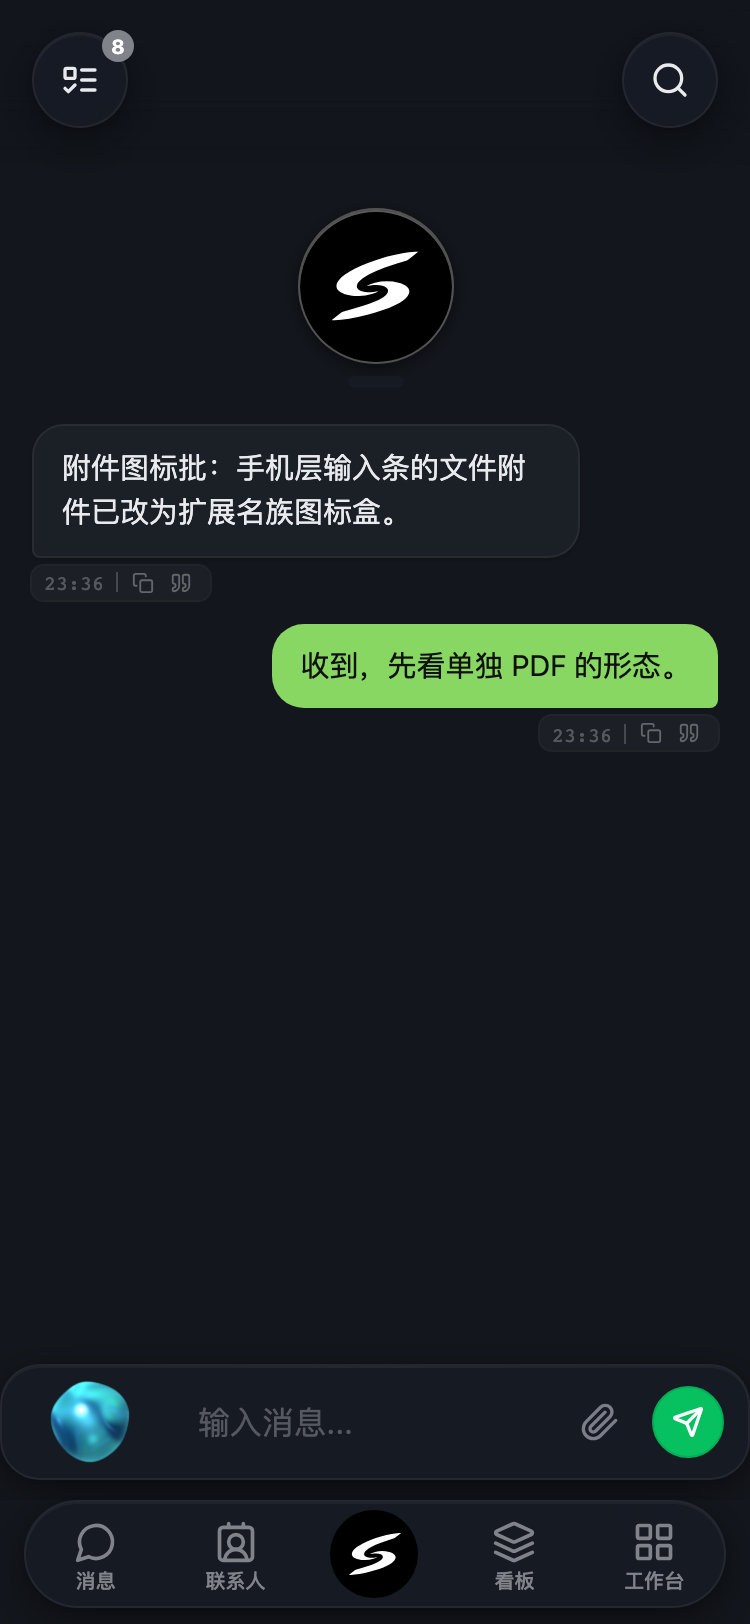 8
附件图标批：手机层输入条的文件附
件已改为扩展名族图标盒。
23:36
收到，先看单独 PDF 的形态。
23:36
输入消息...
消息
联系人
看板
工作台